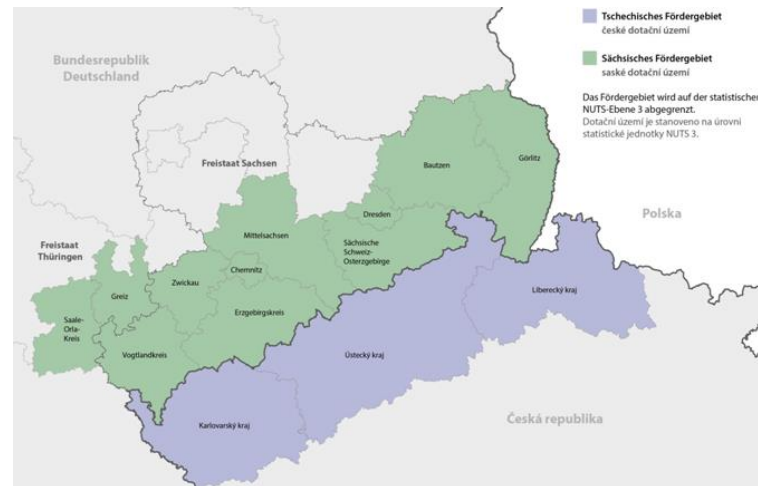 Tschechisches Fördergebiet
české dotační území
Sächsisches Fördergebiet
saské dotační území
Das Fördergebiet wird auf der statistischen
NUTS-Ebene 3 abgegrenzt.
Dotační území je stanoveno na úrovni
statistické jednotky NUTS 3.
Bundesrepublik
Deutschland
Freistaat Sachsen
Bautzen
Görlitz
Dresden
Polska
Mittelsachsen
Sächsische
Schweiz-
Osterzgebirge
Freistaat
Thüringen
Chemnitz
Zwickau
Greiz
Liberecký kraj
Erzgebirgskreis
Saale-
Orla-
Kreis
Vogtlandkreis
Ústecký kraj
Karlovarský kraj
Česká republika